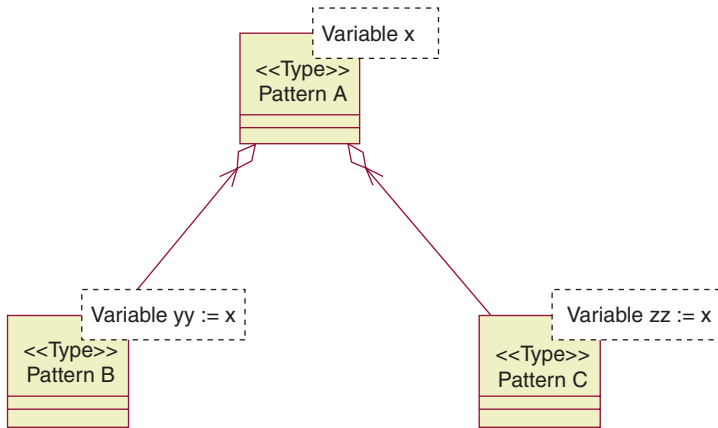 Variable x
<<Type>>
Pattern A
Variable yy := x
<<Type>>
Pattern B
Variable zz := x
<<Type>>
Pattern C